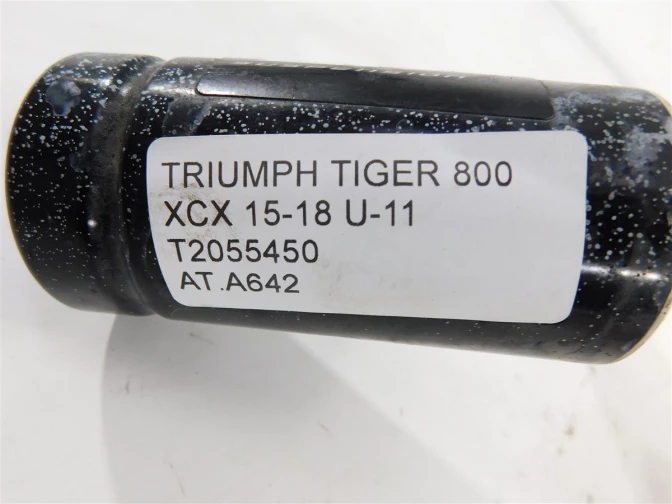 TRIUMPH TIGER 800
XCX 15-18 U-11
T2055450
AT.A642